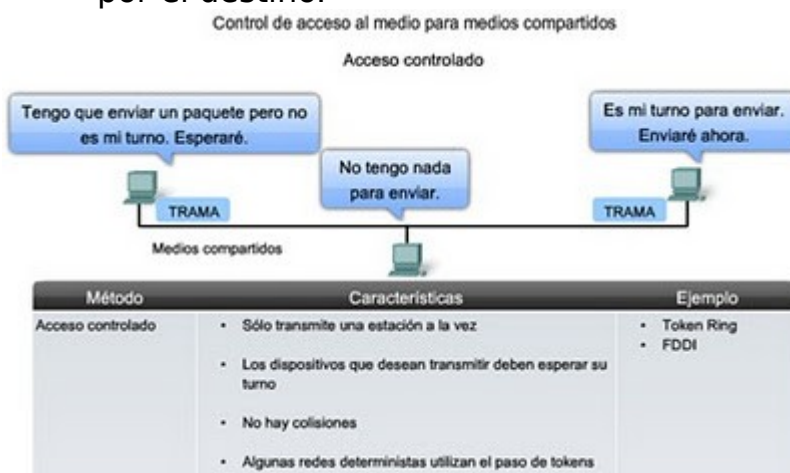 por el destino.
Control de acceso al medio para medios compartidos
Acceso controlado
Tengo que enviar un paquete pero no
es mi turno. Esperaré.
Es mi turno para enviar.
Enviaré ahora.
No tengo nada
para enviar.
TRAMA
TRAMA
Medios compartidos
Método
Características
Ejemplo
Acceso controlado
• Sólo transmite una estación a la vez
• Los dispositivos que desean transmitir deben esperar su
turno
• No hay colisiones
• Algunas redes deterministas utilizan el paso de tokens
• Token Ring
• FDDI